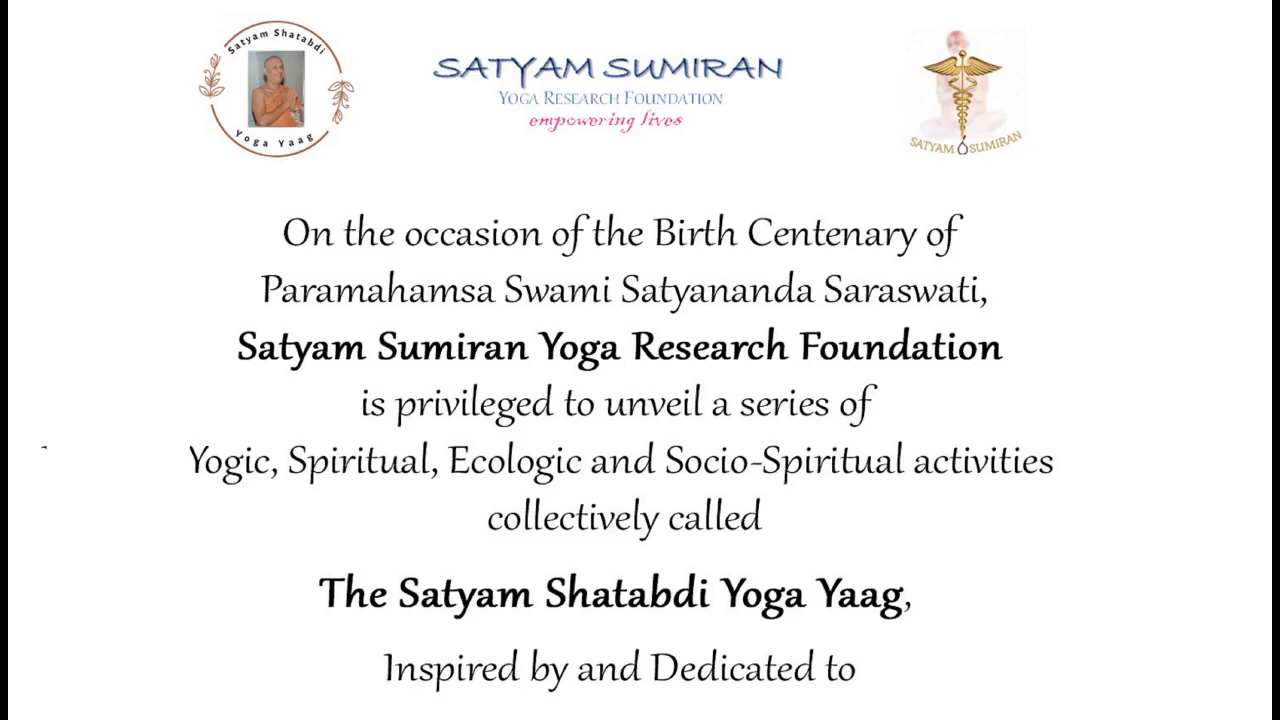 Satyam Shatabdi
Yoga Yaag
SATYAM SUMIRAN
YOGA RESEARCH FOUNDATION
empowering lives
SATYAM SUMIRAN
On the occasion of the Birth Centenary of
Paramahamsa Swami Satyananda Saraswati,
Satyam Sumiran Yoga Research Foundation
is privileged to unveil a series of
Yogic, Spiritual, Ecologic and Socio-Spiritual activities
collectively called
The Satyam Shatabdi Yoga Yaag,
Inspired by and Dedicated to